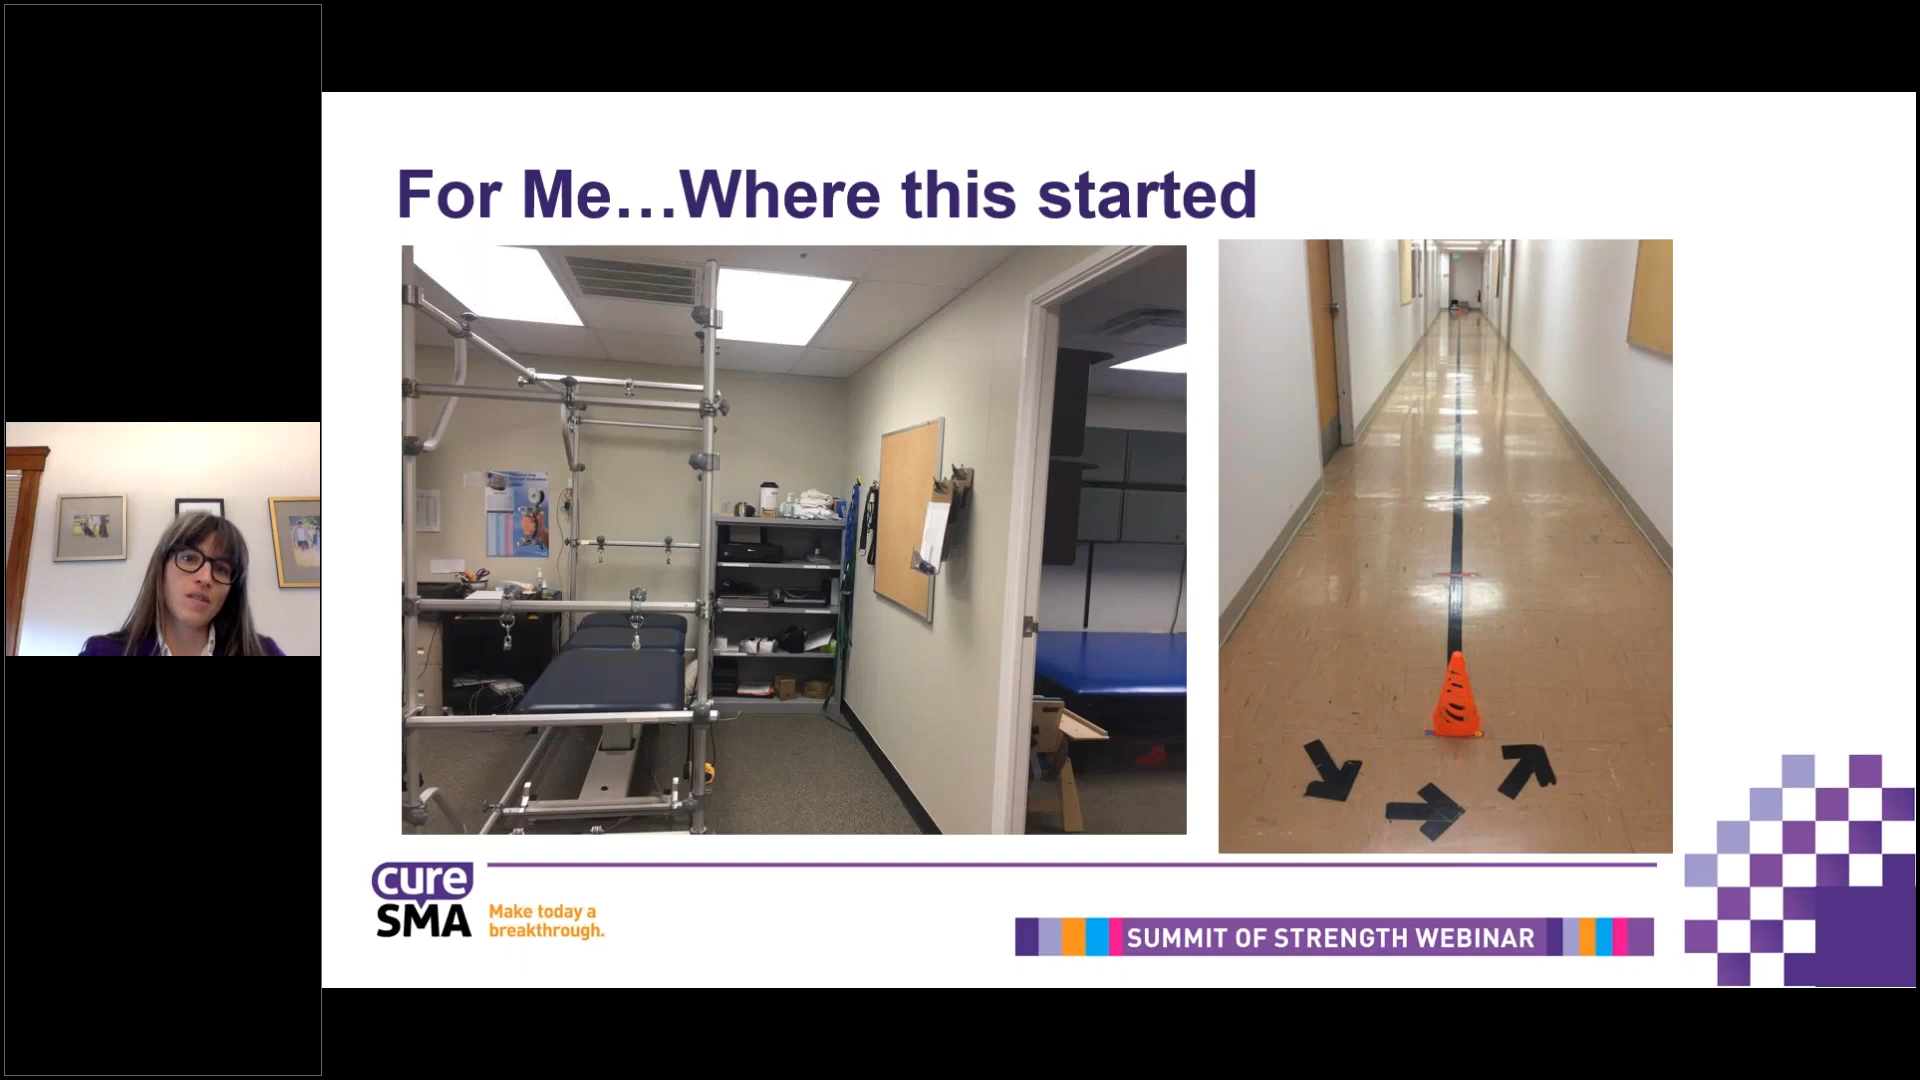 For Me…Where this started
cure
SMA
Make today a
breakthrough.
SUMMIT OF STRENGTH WEBINAR